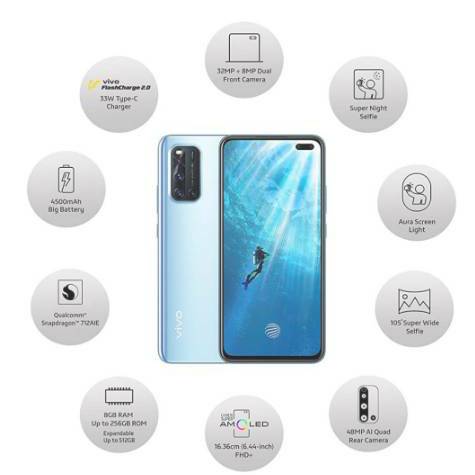 32MP + 8MP Dual
Front Camera
vivo
FlashCharge 2.0
33W Type-C
Charger
Super Night
Selfie
4500mAh
Big Battery
Aura Screen
Light
Qualcomm®
Snapdragon™ 712AIE
105°Super Wide
Selfie
vivo
8GB RAM
Up to 256GB ROM
Expandable
Up to 512GB
SUPER
AMOLED
16.36cm (6.44-inch)
FHD+
48MP AI Quad
Rear Camera